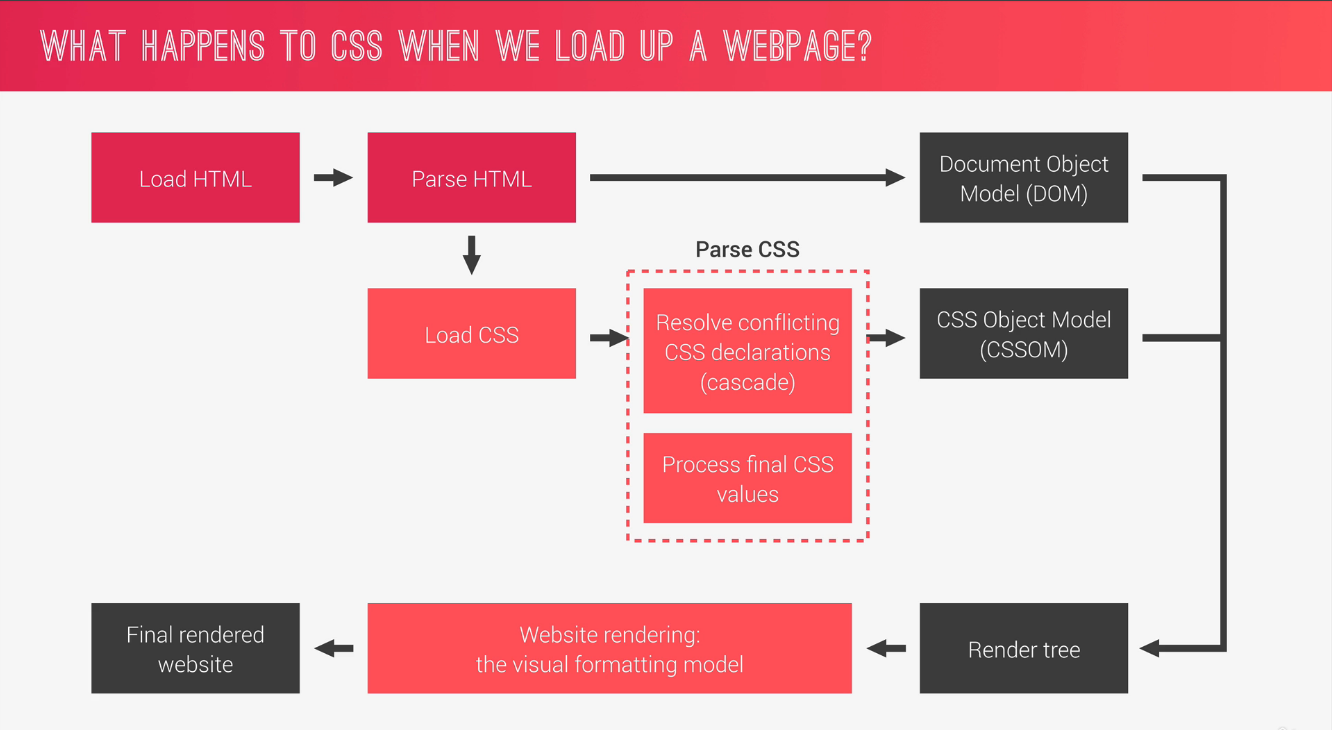 WHAT HAPPENS TO CSS WHEN WE LOAD UP A WEBPAGE?
Load HTML
Parse HTML
Document Object
Model (DOM)
Parse CSS
Load CSS
Resolve conflicting
CSS declarations
(cascade)
CSS Object Model
(CSSOM)
Process final CSS
values
Final rendered
website
Website rendering:
the visual formatting model
Render tree